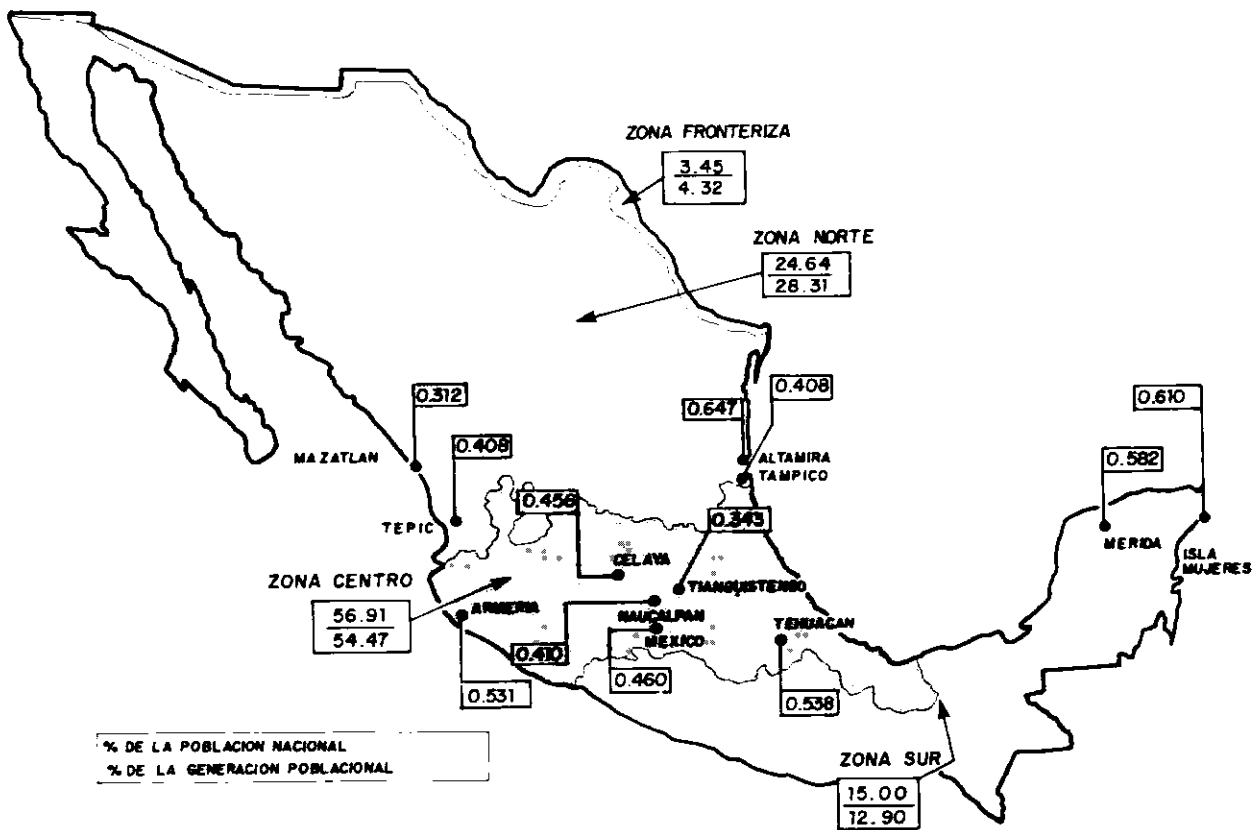 ZONA FRONTERIZA
3.45
4.32
ZONA NORTE
24.64
28.31
0.312
0.408
0.647
0.408
0.610
0.582
MAZATLAN
ALTAMIRA
TAMPICO
0.456
0.343
TEPIC
MERIDA
ISLA
MUJERES
CELAYA
ZONA CENTRO
56.91
54.47
TIANQUISTENGO
ARMERIA
NAUCALPAN
MEXICO
TEHUACAN
0.410
0.531
0.460
0.538
% DE LA POBLACION NACIONAL
% DE LA GENERACION POBLACIONAL
ZONA SUR
15.00
12.90